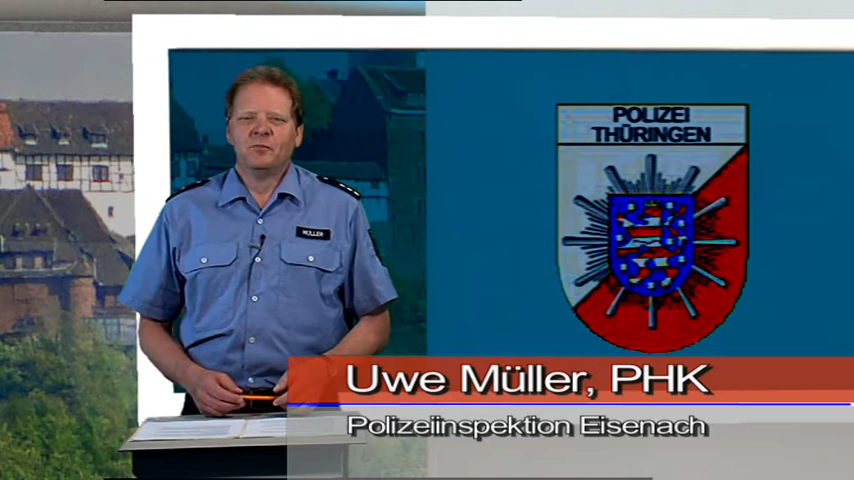 POLIZEI
THÜRINGEN
MÜLLER
Uwe Müller, PHK
Polizeiinspektion Eisenach